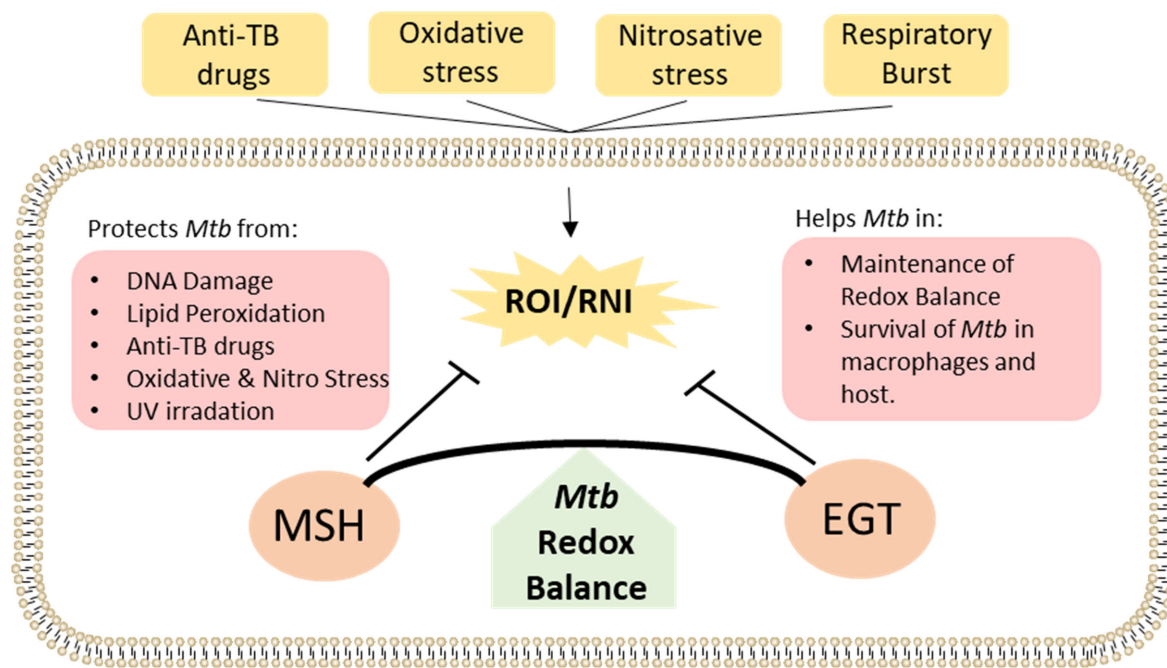 Anti-TB
drugs
Oxidative
stress
Nitrosative
stress
Respiratory
Burst
Protects Mtb from:
• DNA Damage
• Lipid Peroxidation
• Anti-TB drugs
• Oxidative & Nitro Stress
• UV irradation
ROI/RNI
Helps Mtb in:
• Maintenance of
Redox Balance
• Survival of Mtb in
macrophages and
host.
MSH
Mtb
Redox
Balance
EGT